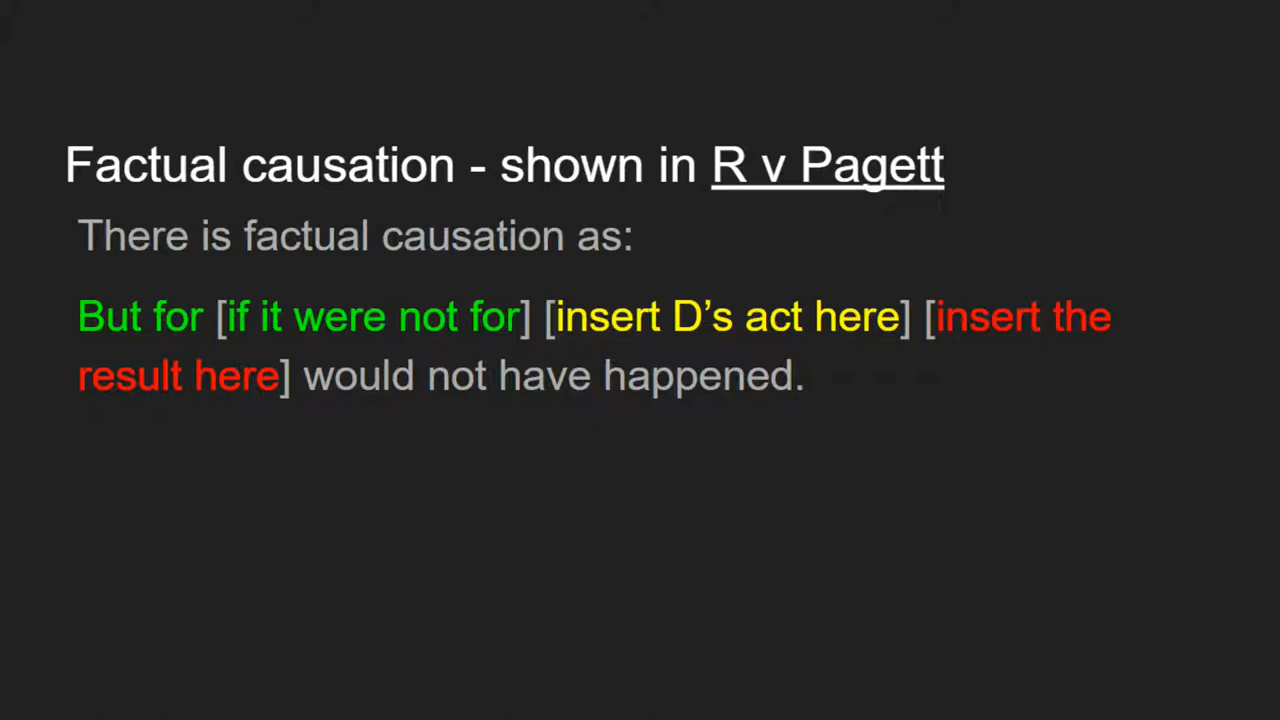 Factual causation - shown in R v Pagett
There is factual causation as:
But for [if it were not for] [insert D’s act here] [insert the
result here] would not have happened.